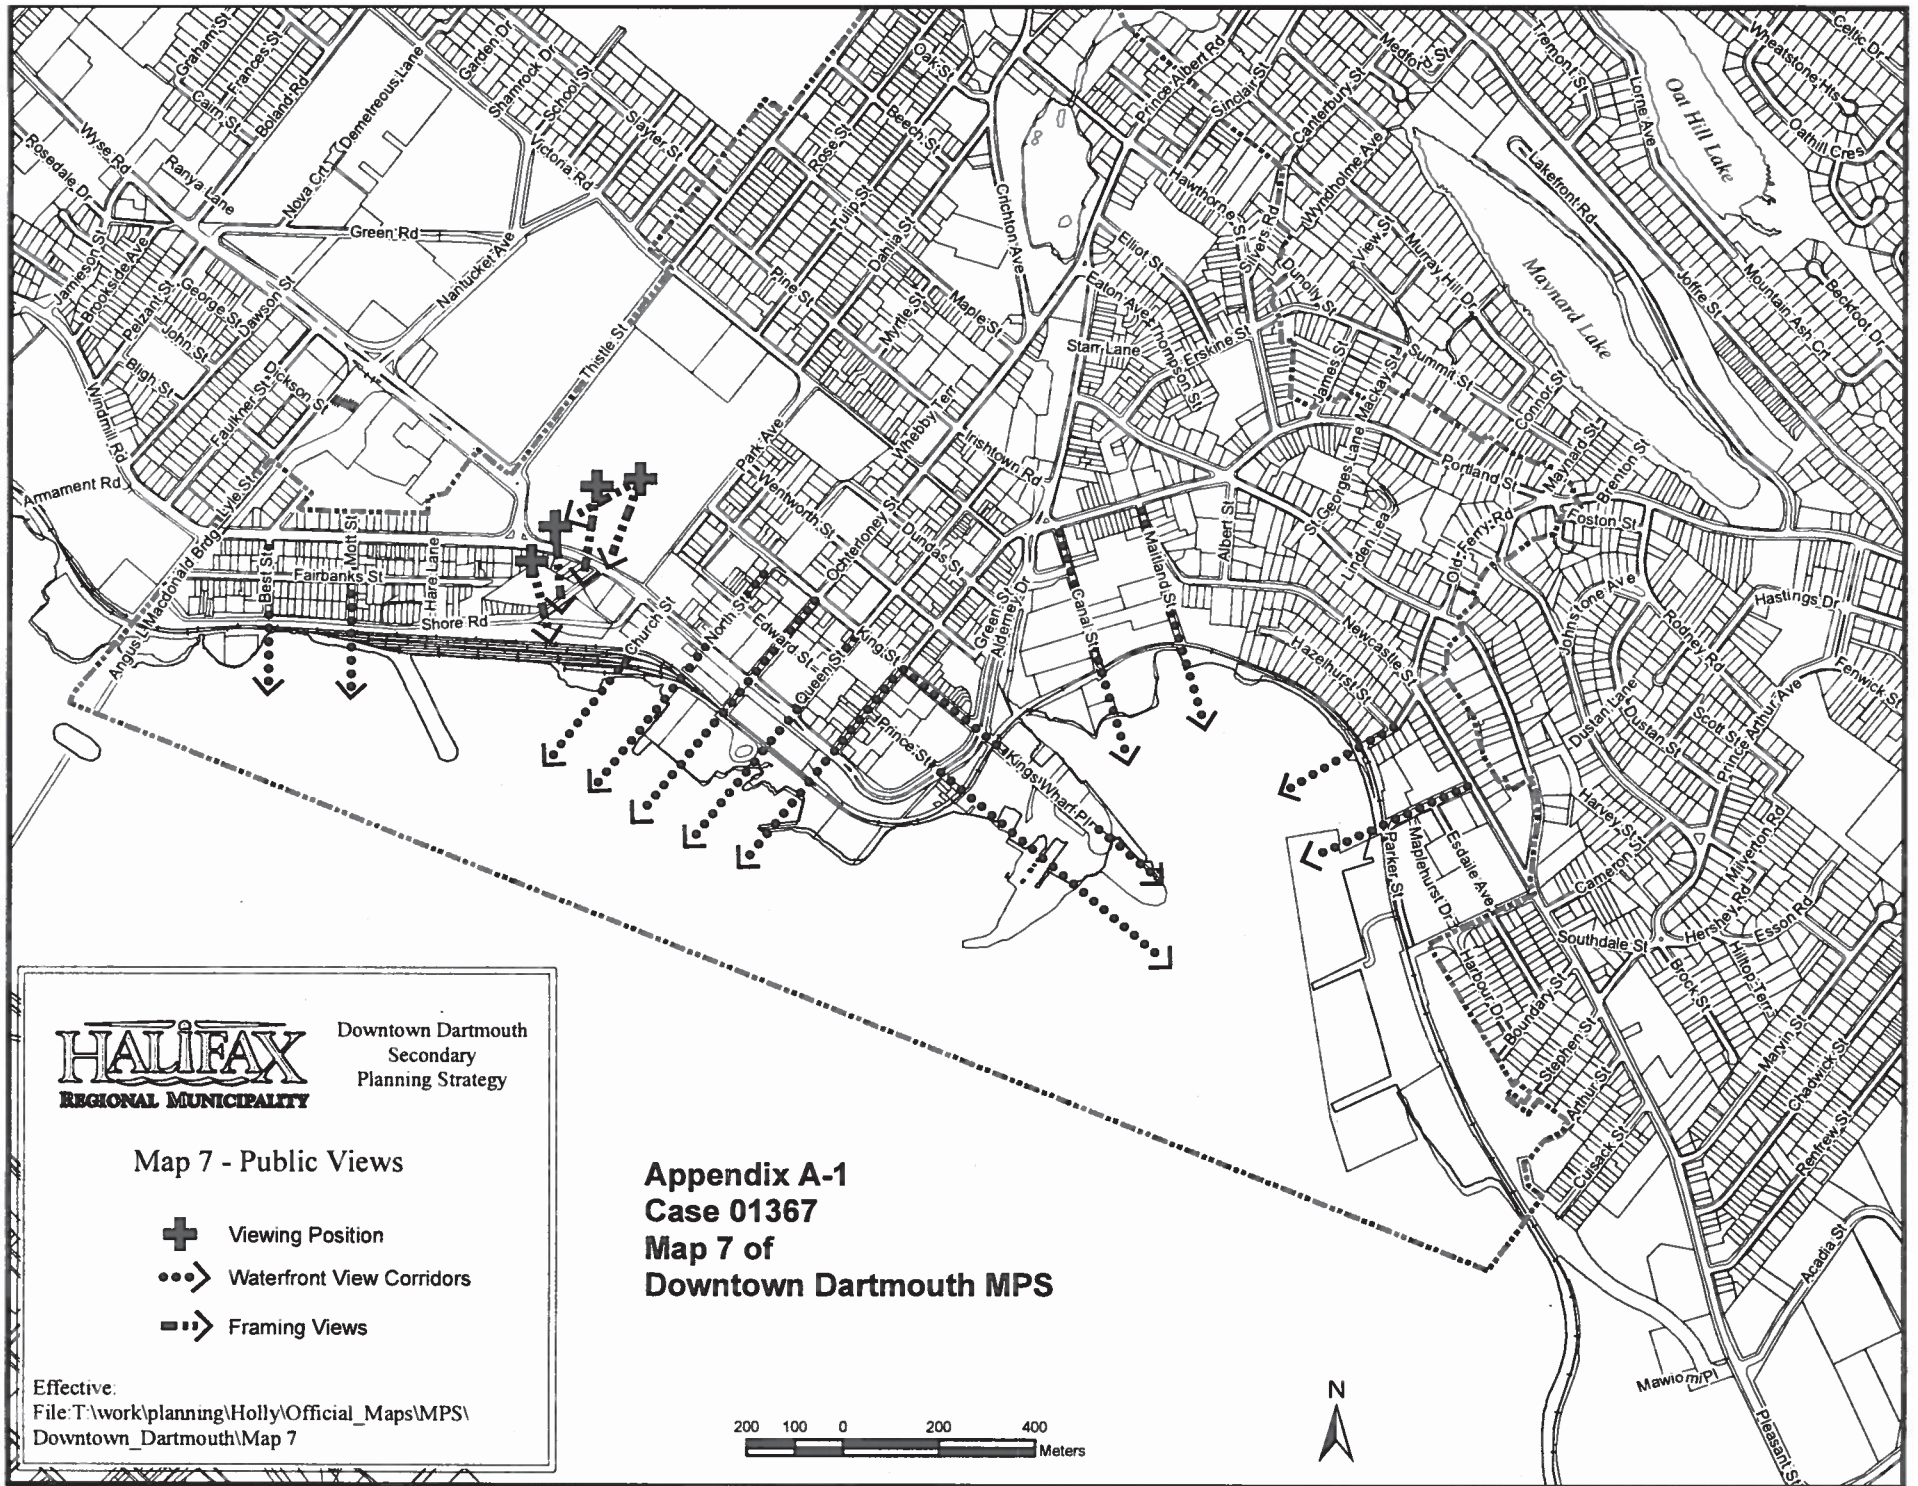 Graham St
Frances St
Cairn St
Boland Rd
Demetreous Lane
Nova Crt
Garden Dr
Shamrock Dr
School St
Slayter St
Victoria Rd
Oak St
Beech St
Rose St
Tulip St
Dahlia St
Pine St
Myrtle St
Maple St
Crichton Ave
Prince Albert Rd
Sinclair St
Canterbury St
Medford St
Tremont St
Lorne Ave
Oat Hill Lake
Wheatstone Hts
Celtic Dr
Oathill Cres
Lakefront Rd
Maynard Lake
Joffre St
Mountain Ash Crt
Beckfoot Dr
Wyse Rd
Rosedale Dr
Ranya Lane
Green Rd
Nantucket Ave
Thistle St
Jamieson St
Brookside Ave
Pelzant St
George St
John St
Dawson St
Bligh St
Windmill Rd
Faulkner St
Dickson St
Lyle St
Armament Rd
Angus L Macdonald Brdg
Best St
Mott St
Fairbanks St
Hare Lane
Shore Rd
Hawthorne St
Silvers Rd
Wyndholme Ave
View St
Murray Hill Dr
Elliot St
Eaton Ave
Thompson St
Starr Lane
Erskine St
Dunolly St
James St
Mackay St
Summit St
Connor St
Maynard St
Brenton St
Portland St
Foston St
St Georges Lane
Linden Lea
Old Ferry Rd
Park Ave
Whebby Terr
Irishtown Rd
Wentworth St
Ochterloney St
Dundas St
Green St
Alderney Dr
Church St
North St
Edward St
King St
Queen St
Prince St
Kings Wharf Pl
Canal St
Maitland St
Albert St
Newcastle St
Hazelhurst St
Johnstone Ave
Rodney Rd
Hastings Dr
Fenwick St
Prince Arthur Ave
Scott St
Dustan Lane
Dustan St
Harvey St
Cameron St
Milverton Rd
Hershey Rd
Esson Rd
Southdale St
Hilltop Terr
Brock St
Parker St
Maplehurst Dr
Esdaile Ave
Harbour Dr
Boundary St
Stephen St
Arthur St
Cuisack St
Marvin St
Chadwick St
Renfrew St
Acadia St
Mawiomi Pl
Pleasant St
HALIFAX
REGIONAL MUNICIPALITY
Downtown Dartmouth
Secondary
Planning Strategy
Map 7 - Public Views
Viewing Position
Waterfront View Corridors
Framing Views
Effective:
File:T:\work\planning\Holly\Official_Maps\MPS\
Downtown_Dartmouth\Map 7
Appendix A-1
Case 01367
Map 7 of
Downtown Dartmouth MPS
200 100 0 200 400
Meters
N